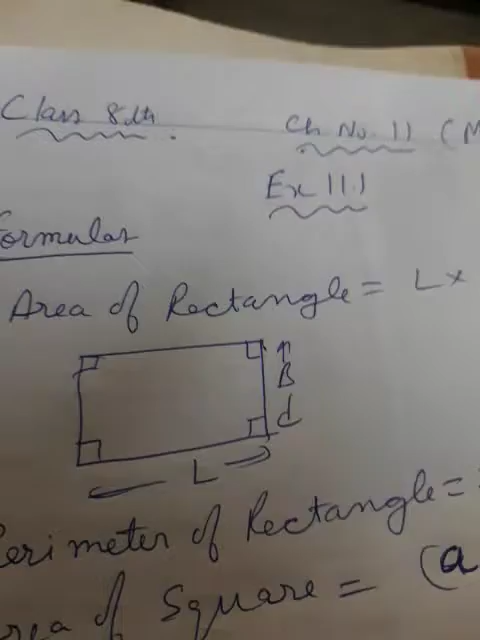 Class 8th Ch No. 11 (M
Ex 11.1
Formulas
Area of Rectangle = L×
B
L
Perimeter of Rectangle =
Area of Square = (a